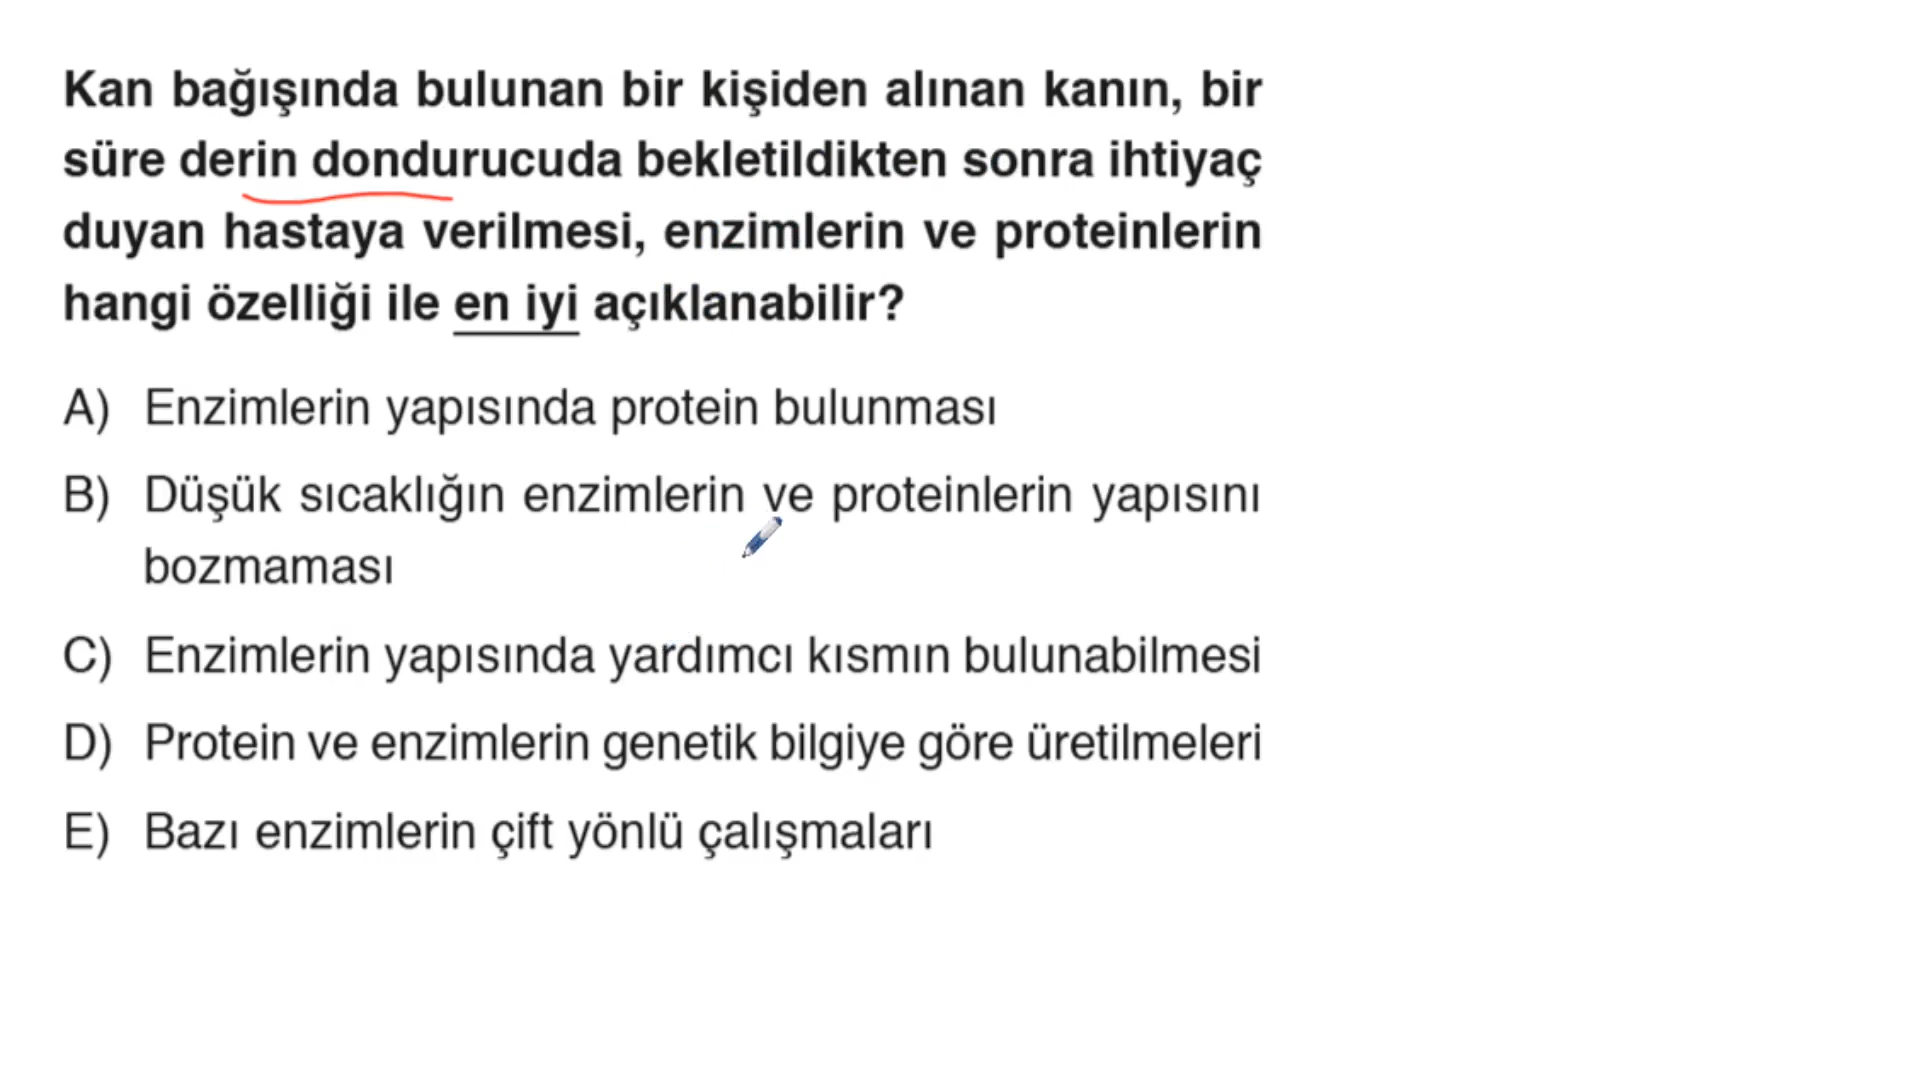 Kan bağışında bulunan bir kişiden alınan kanın, bir
süre derin dondurucuda bekletildikten sonra ihtiyaç
duyan hastaya verilmesi, enzimlerin ve proteinlerin
hangi özelliği ile en iyi açıklanabilir?
A) Enzimlerin yapısında protein bulunması
B) Düşük sıcaklığın enzimlerin ve proteinlerin yapısını
bozmaması
C) Enzimlerin yapısında yardımcı kısmın bulunabilmesi
D) Protein ve enzimlerin genetik bilgiye göre üretilmeleri
E) Bazı enzimlerin çift yönlü çalışmaları